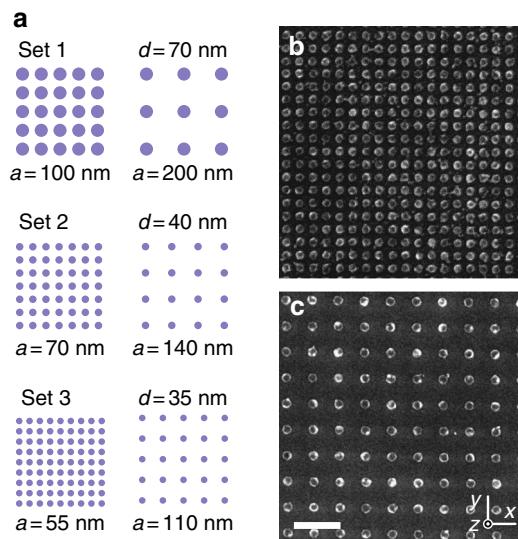 a
Set 1
d = 70 nm
a = 100 nm
a = 200 nm
Set 2
d = 40 nm
a = 70 nm
a = 140 nm
Set 3
d = 35 nm
a = 55 nm
a = 110 nm
b
c
y
x
z